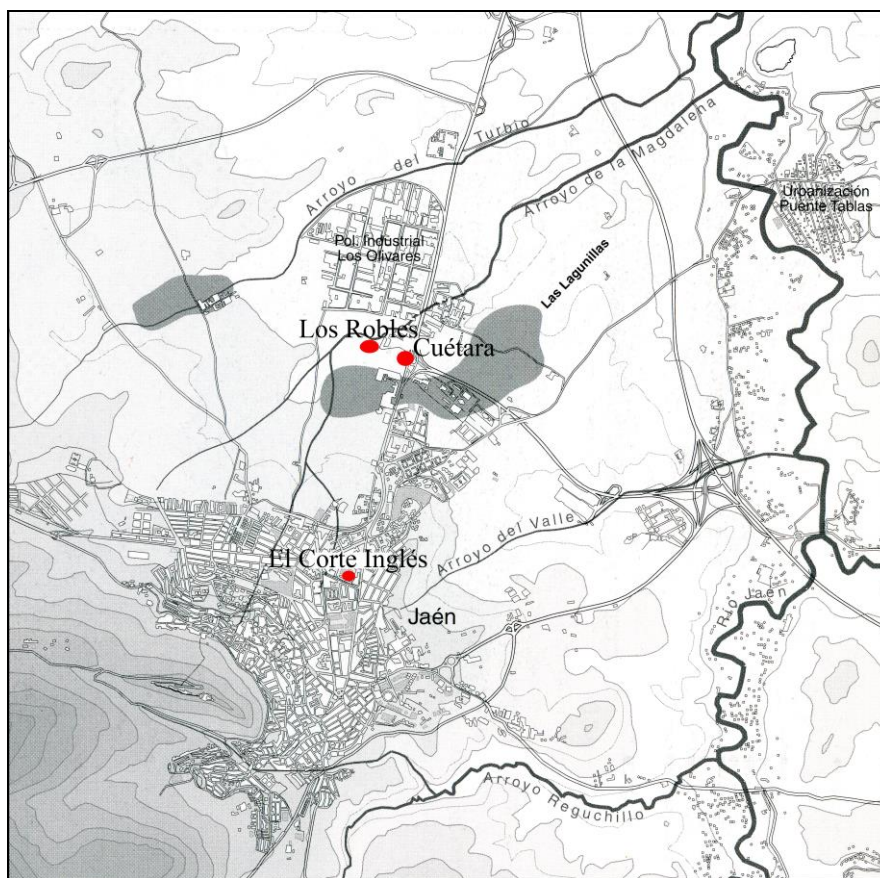 Arroyo del Turbio
Arroyo de la Magdalena
Urbanización
Puente Tablas
Pol. Industrial
Los Olivares
Las Lagunillas
Los Robles
Cuétara
Arroyo del Valle
El Corte Inglés
Jaén
Río Jaén
Arroyo Reguchillo